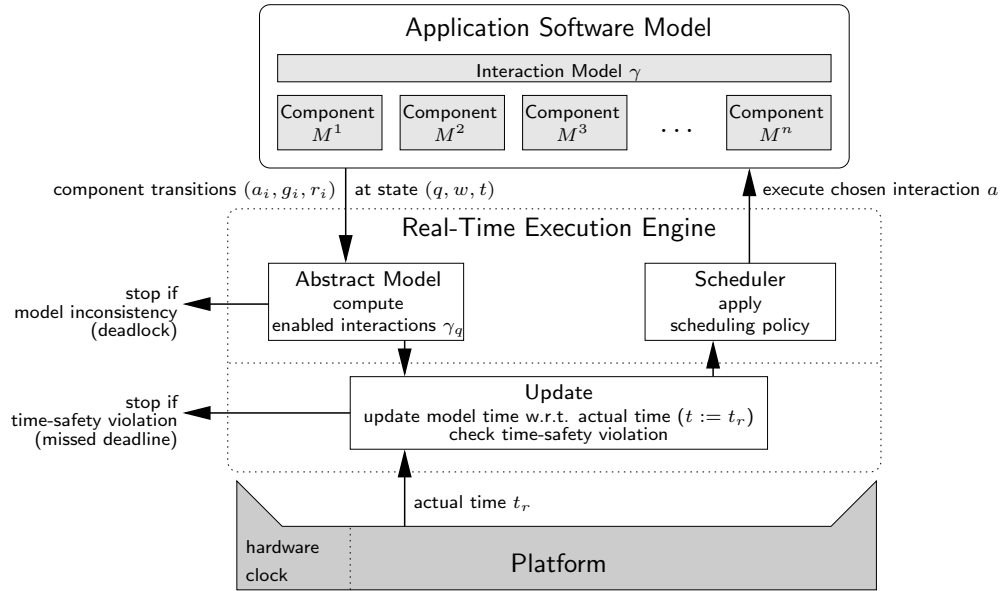 Application Software Model
Interaction Model γ
Component
M¹
Component
M²
Component
M³
. . .
Component
Mⁿ
component transitions (aᵢ, gᵢ, rᵢ)
at state (q, w, t)
execute chosen interaction a
Real-Time Execution Engine
Abstract Model
compute
enabled interactions γ_q
Scheduler
apply
scheduling policy
stop if
model inconsistency
(deadlock)
Update
update model time w.r.t. actual time (t := tᵣ)
check time-safety violation
stop if
time-safety violation
(missed deadline)
actual time tᵣ
hardware
clock
Platform